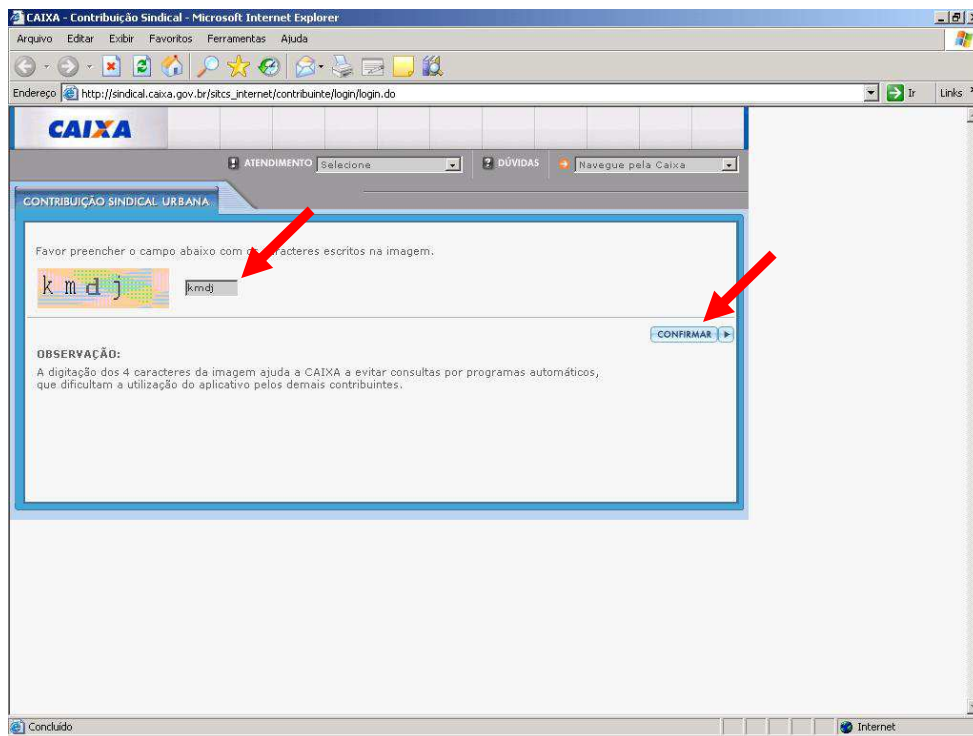 CAIXA - Contribuição Sindical - Microsoft Internet Explorer
Arquivo Editar Exibir Favoritos Ferramentas Ajuda
Endereço http://sindical.caixa.gov.br/sitcs_internet/contribuinte/login/login.do Ir Links
CAIXA
ATENDIMENTO Selecione DÚVIDAS Navegue pela Caixa
CONTRIBUIÇÃO SINDICAL URBANA
Favor preencher o campo abaixo com os caracteres escritos na imagem.
k m d j kmdj
CONFIRMAR
OBSERVAÇÃO:
A digitação dos 4 caracteres da imagem ajuda a CAIXA a evitar consultas por programas automáticos,
que dificultam a utilização do aplicativo pelos demais contribuintes.
Concluído Internet